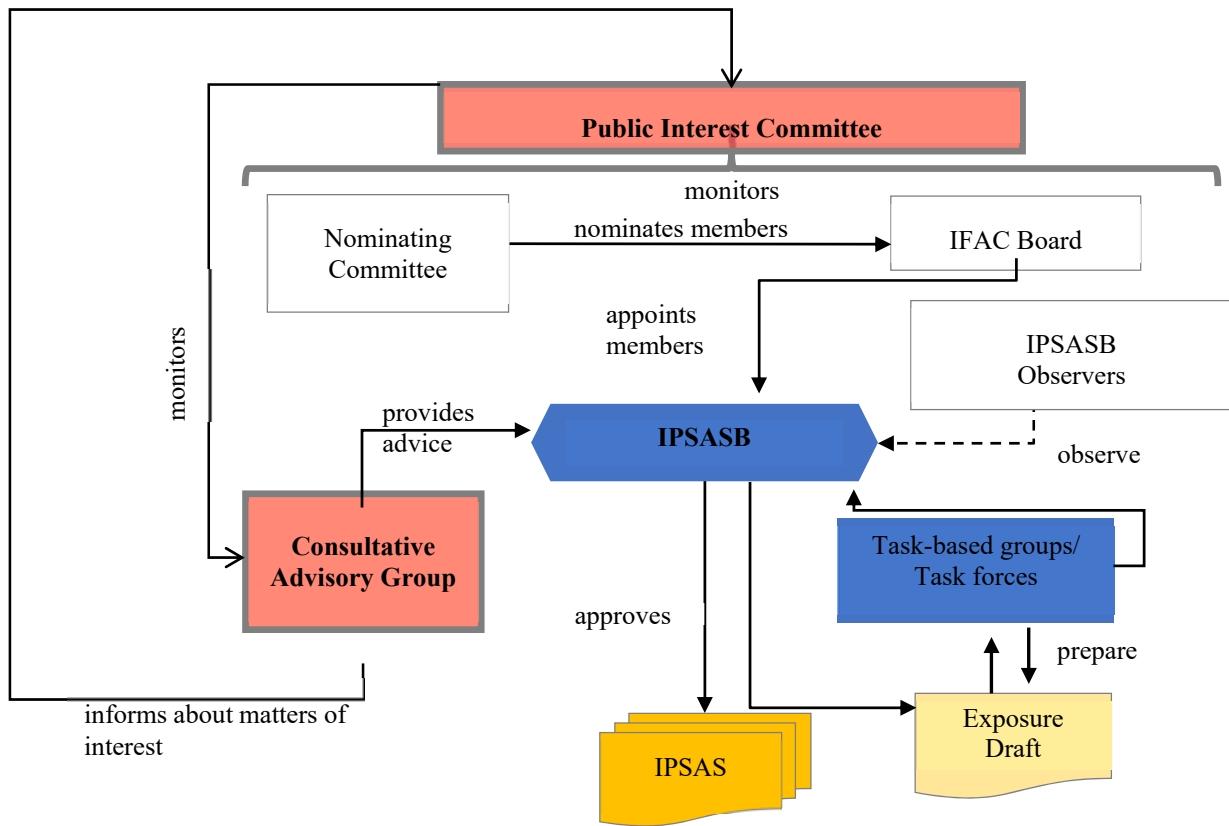 Public Interest Committee
monitors
Nominating
Committee
nominates members
IFAC Board
appoints
members
IPSASB
Observers
monitors
provides
advice
IPSASB
observe
Consultative
Advisory Group
Task-based groups/
Task forces
approves
prepare
informs about matters of
interest
IPSAS
Exposure
Draft